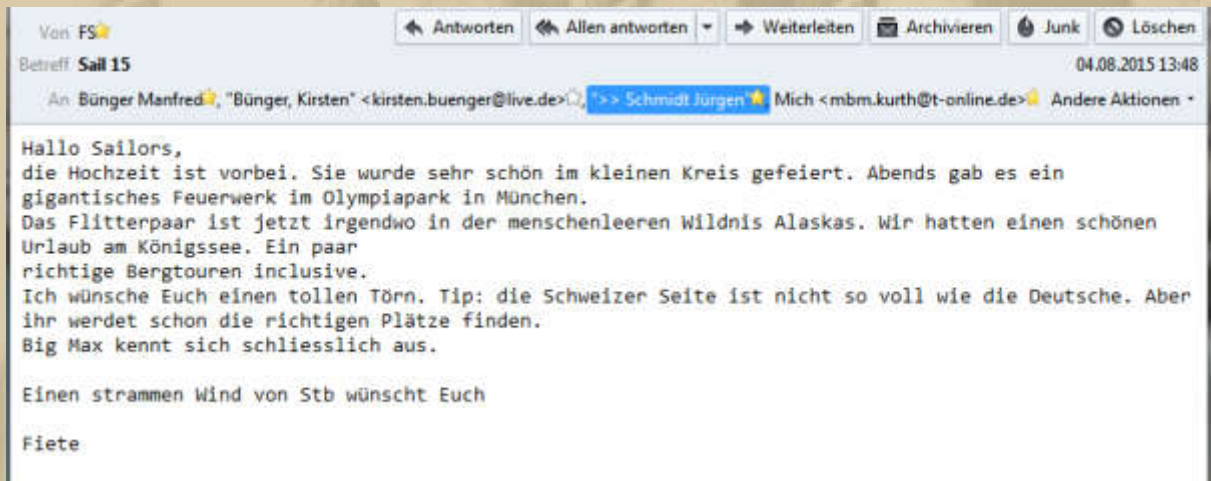 Von FS Antworten Allen antworten Weiterleiten Archivieren Junk Löschen
Betreff Sail 15 04.08.2015 13:48
An Bünger Manfred, "Bünger, Kirsten" <kirsten.buenger@live.de>, ">> Schmidt Jürgen", Mich <mbm.kurth@t-online.de> Andere Aktionen
Hallo Sailors,
die Hochzeit ist vorbei. Sie wurde sehr schön im kleinen Kreis gefeiert. Abends gab es ein
gigantisches Feuerwerk im Olympiapark in München.
Das Flitterpaar ist jetzt irgendwo in der menschenleeren Wildnis Alaskas. Wir hatten einen schönen
Urlaub am Königssee. Ein paar
richtige Bergtouren inclusive.
Ich wünsche Euch einen tollen Törn. Tip: die Schweizer Seite ist nicht so voll wie die Deutsche. Aber
ihr werdet schon die richtigen Plätze finden.
Big Max kennt sich schliesslich aus.
Einen strammen Wind von Stb wünscht Euch
Fiete